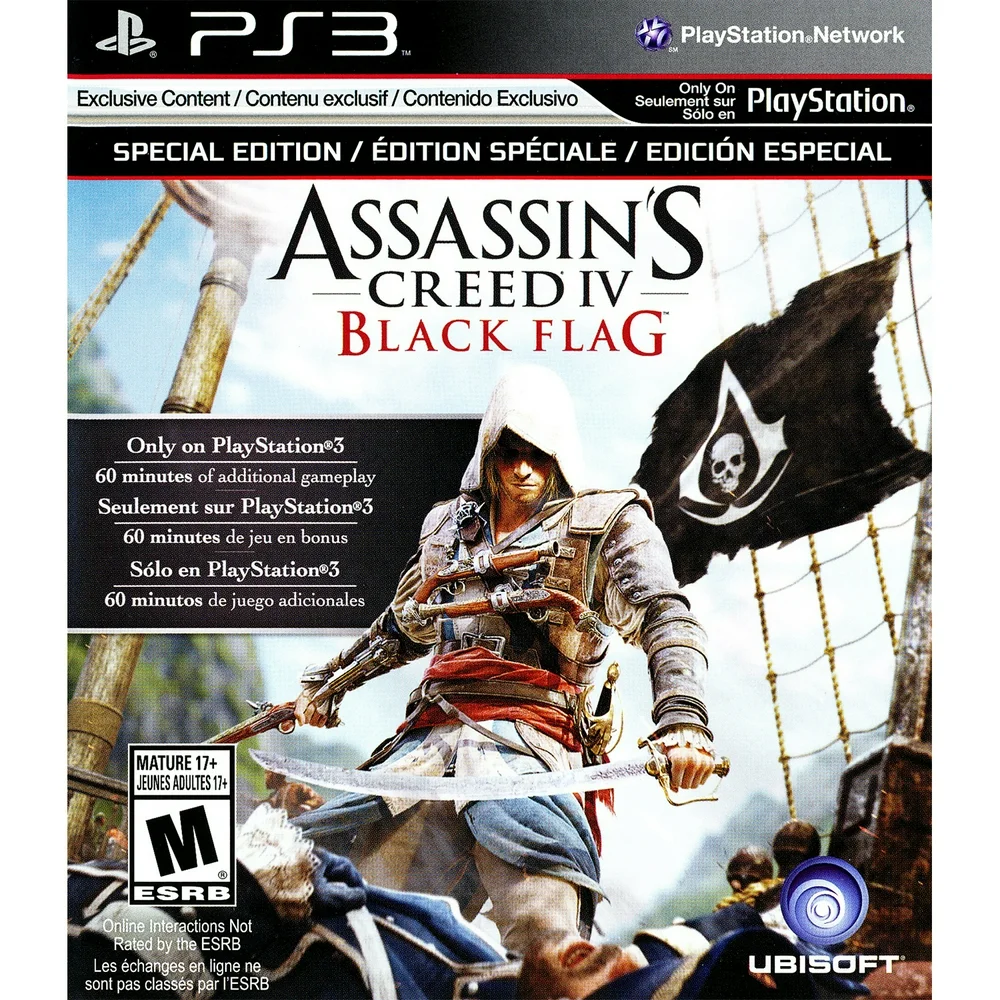 PS3™
PlayStation®Network
SM
Exclusive Content / Contenu exclusif / Contenido Exclusivo
Only On
Seulement sur
Sólo en
PlayStation®
SPECIAL EDITION / ÉDITION SPÉCIALE / EDICIÓN ESPECIAL
ASSASSIN'S
CREED IV
BLACK FLAG™
Only on PlayStation®3
60 minutes of additional gameplay
Seulement sur PlayStation®3
60 minutes de jeu en bonus
Sólo en PlayStation®3
60 minutos de juego adicionales
MATURE 17+
JEUNES ADULTES 17+
M
®
ESRB
Online Interactions Not
Rated by the ESRB
Les échanges en ligne ne
sont pas classés par l'ESRB
UBISOFT®